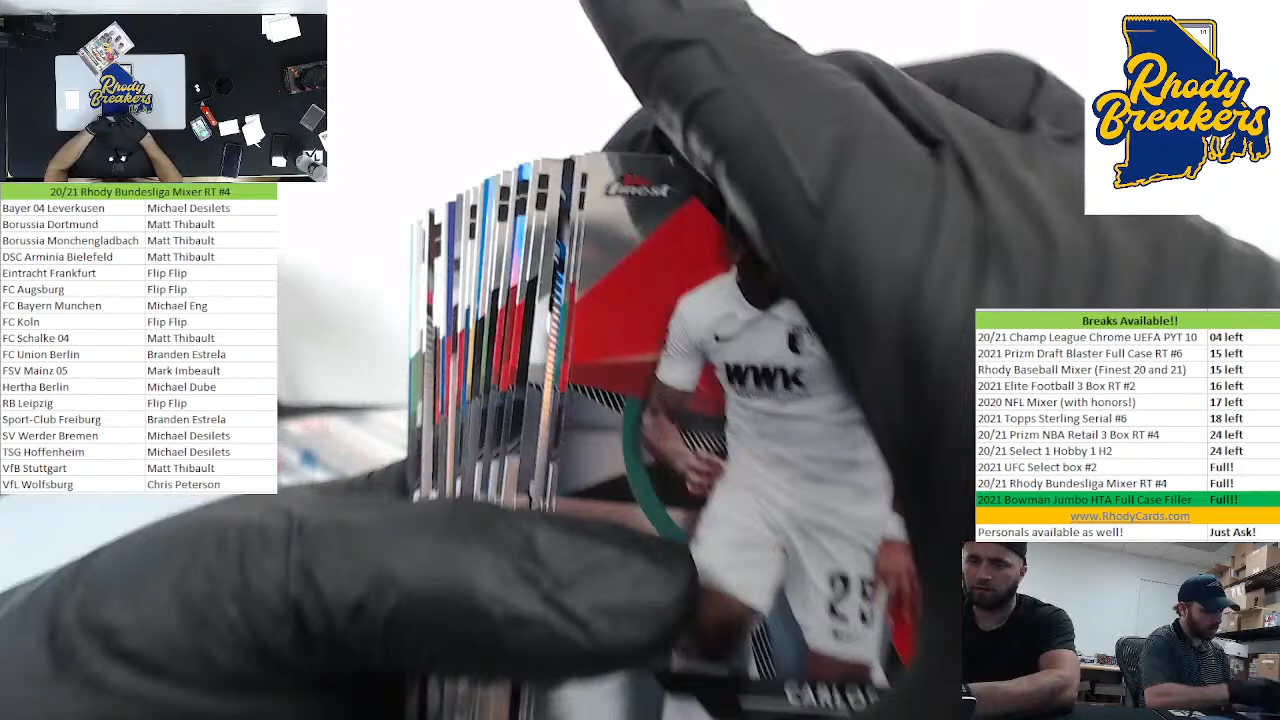 Rhody
Breakers
20/21 Rhody Bundesliga Mixer RT #4
Bayer 04 Leverkusen Michael Desilets
Borussia Dortmund Matt Thibault
Borussia Monchengladbach Matt Thibault
DSC Arminia Bielefeld Matt Thibault
Eintracht Frankfurt Flip Flip
FC Augsburg Flip Flip
FC Bayern Munchen Michael Eng
FC Koln Flip Flip
FC Schalke 04 Matt Thibault
FC Union Berlin Branden Estrela
FSV Mainz 05 Mark Imbeault
Hertha Berlin Michael Dube
RB Leipzig Flip Flip
Sport-Club Freiburg Branden Estrela
SV Werder Bremen Michael Desilets
TSG Hoffenheim Michael Desilets
VfB Stuttgart Matt Thibault
VfL Wolfsburg Chris Peterson
finest
WWK
25
CARLOS
Rhody
Breakers
Breaks Available!!
20/21 Champ League Chrome UEFA PYT 10 04 left
2021 Prizm Draft Blaster Full Case RT #6 15 left
Rhody Baseball Mixer (Finest 20 and 21) 15 left
2021 Elite Football 3 Box RT #2 16 left
2020 NFL Mixer (with honors!) 17 left
2021 Topps Sterling Serial #6 18 left
20/21 Prizm NBA Retail 3 Box RT #4 24 left
20/21 Select 1 Hobby 1 H2 24 left
2021 UFC Select box #2 Full!
20/21 Rhody Bundesliga Mixer RT #4 Full!
2021 Bowman Jumbo HTA Full Case Filler Full!!
www.RhodyCards.com
Personals available as well! Just Ask!